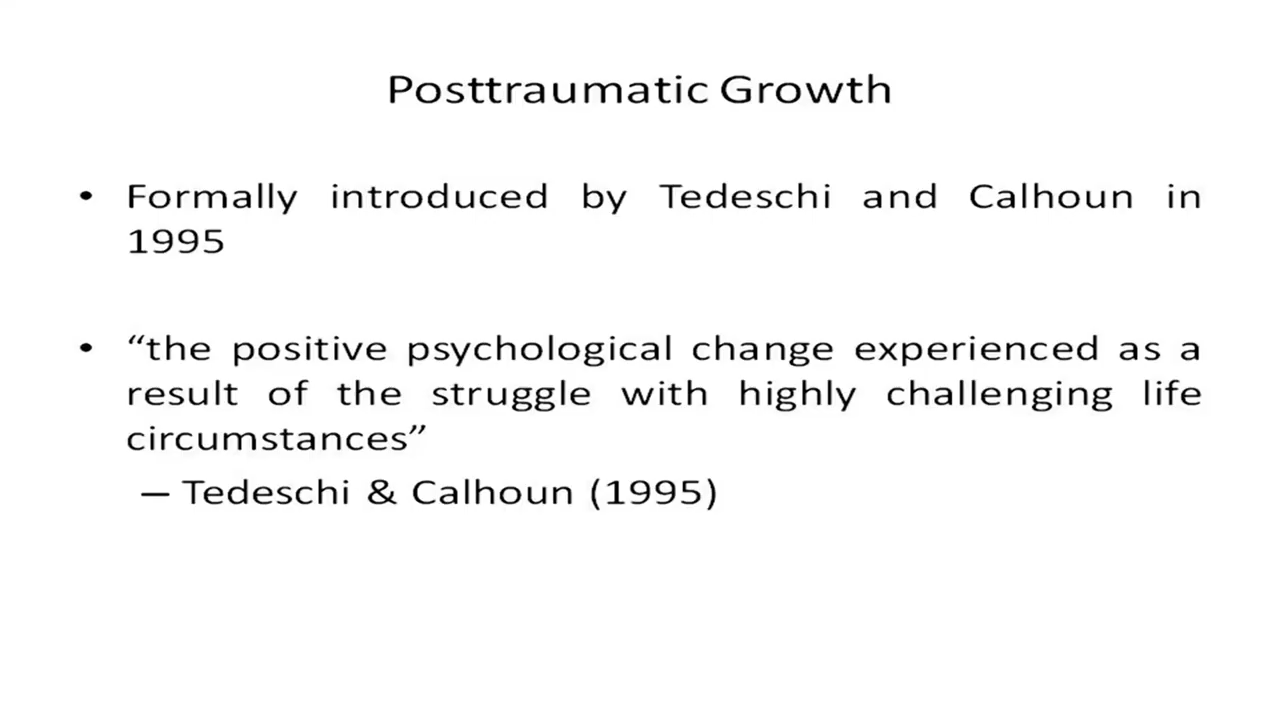 Posttraumatic Growth
• Formally introduced by Tedeschi and Calhoun in
1995
• “the positive psychological change experienced as a
result of the struggle with highly challenging life
circumstances”
– Tedeschi & Calhoun (1995)